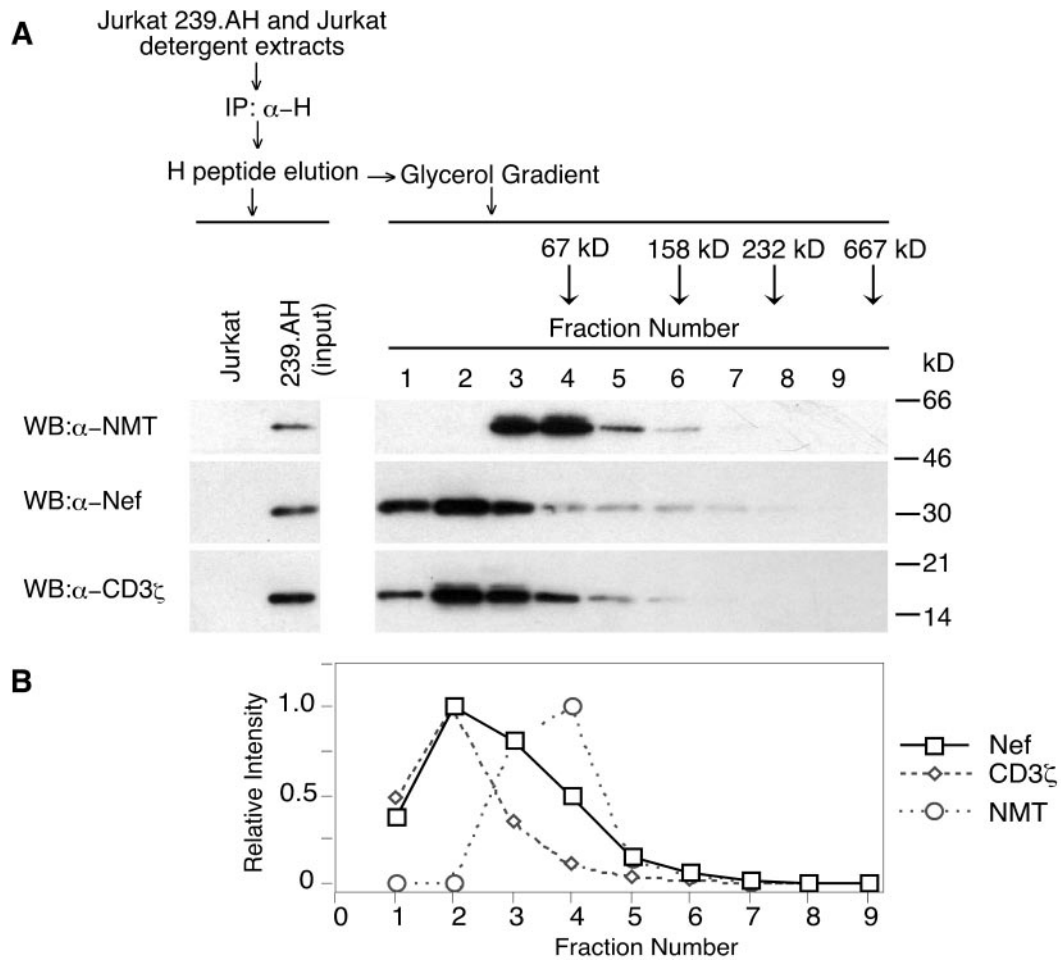 A
Jurkat 239.AH and Jurkat
detergent extracts
IP: α–H
H peptide elution
Glycerol Gradient
67 kD 158 kD 232 kD 667 kD
Fraction Number
Jurkat
239.AH
(input)
1 2 3 4 5 6 7 8 9
kD
66
WB:α–NMT
46
WB:α–Nef
30
21
WB:α–CD3ζ
14
B
Relative Intensity
1.0
0.5
0
0 1 2 3 4 5 6 7 8 9
Fraction Number
Nef
CD3ζ
NMT